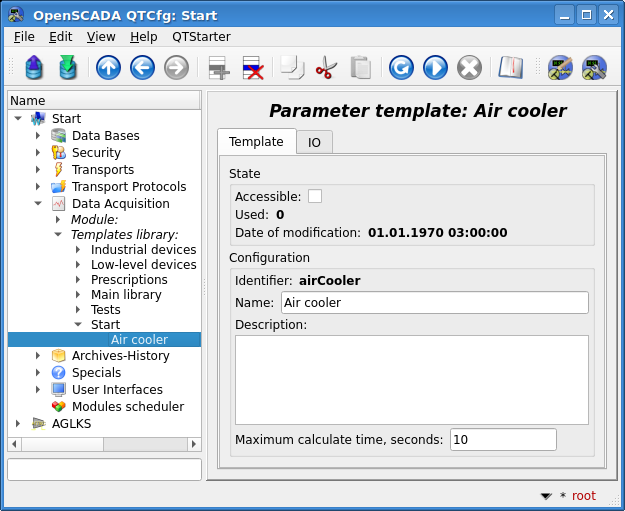 OpenSCADA QTCfg: Start
File Edit View Help QTStarter
Name
Start
Data Bases
Security
Transports
Transport Protocols
Data Acquisition
Module:
Templates library:
Industrial devices
Low-level devices
Prescriptions
Main library
Tests
Start
Air cooler
Archives-History
Specials
User Interfaces
Modules scheduler
AGLKS
Parameter template: Air cooler
Template IO
State
Accessible:
Used: 0
Date of modification: 01.01.1970 03:00:00
Configuration
Identifier: airCooler
Name: Air cooler
Description:
Maximum calculate time, seconds: 10
* root